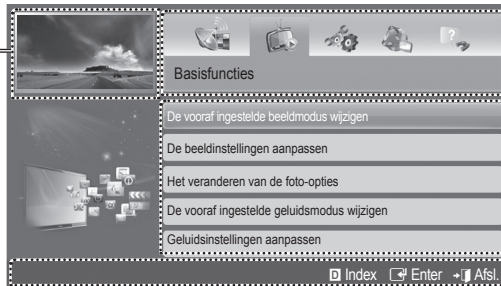 Basisfuncties
De vooraf ingestelde beeldmodus wijzigen
De beeldinstellingen aanpassen
Het veranderen van de foto-opties
De vooraf ingestelde geluidsmodus wijzigen
Geluidsinstellingen aanpassen
D Index Enter Afsl.